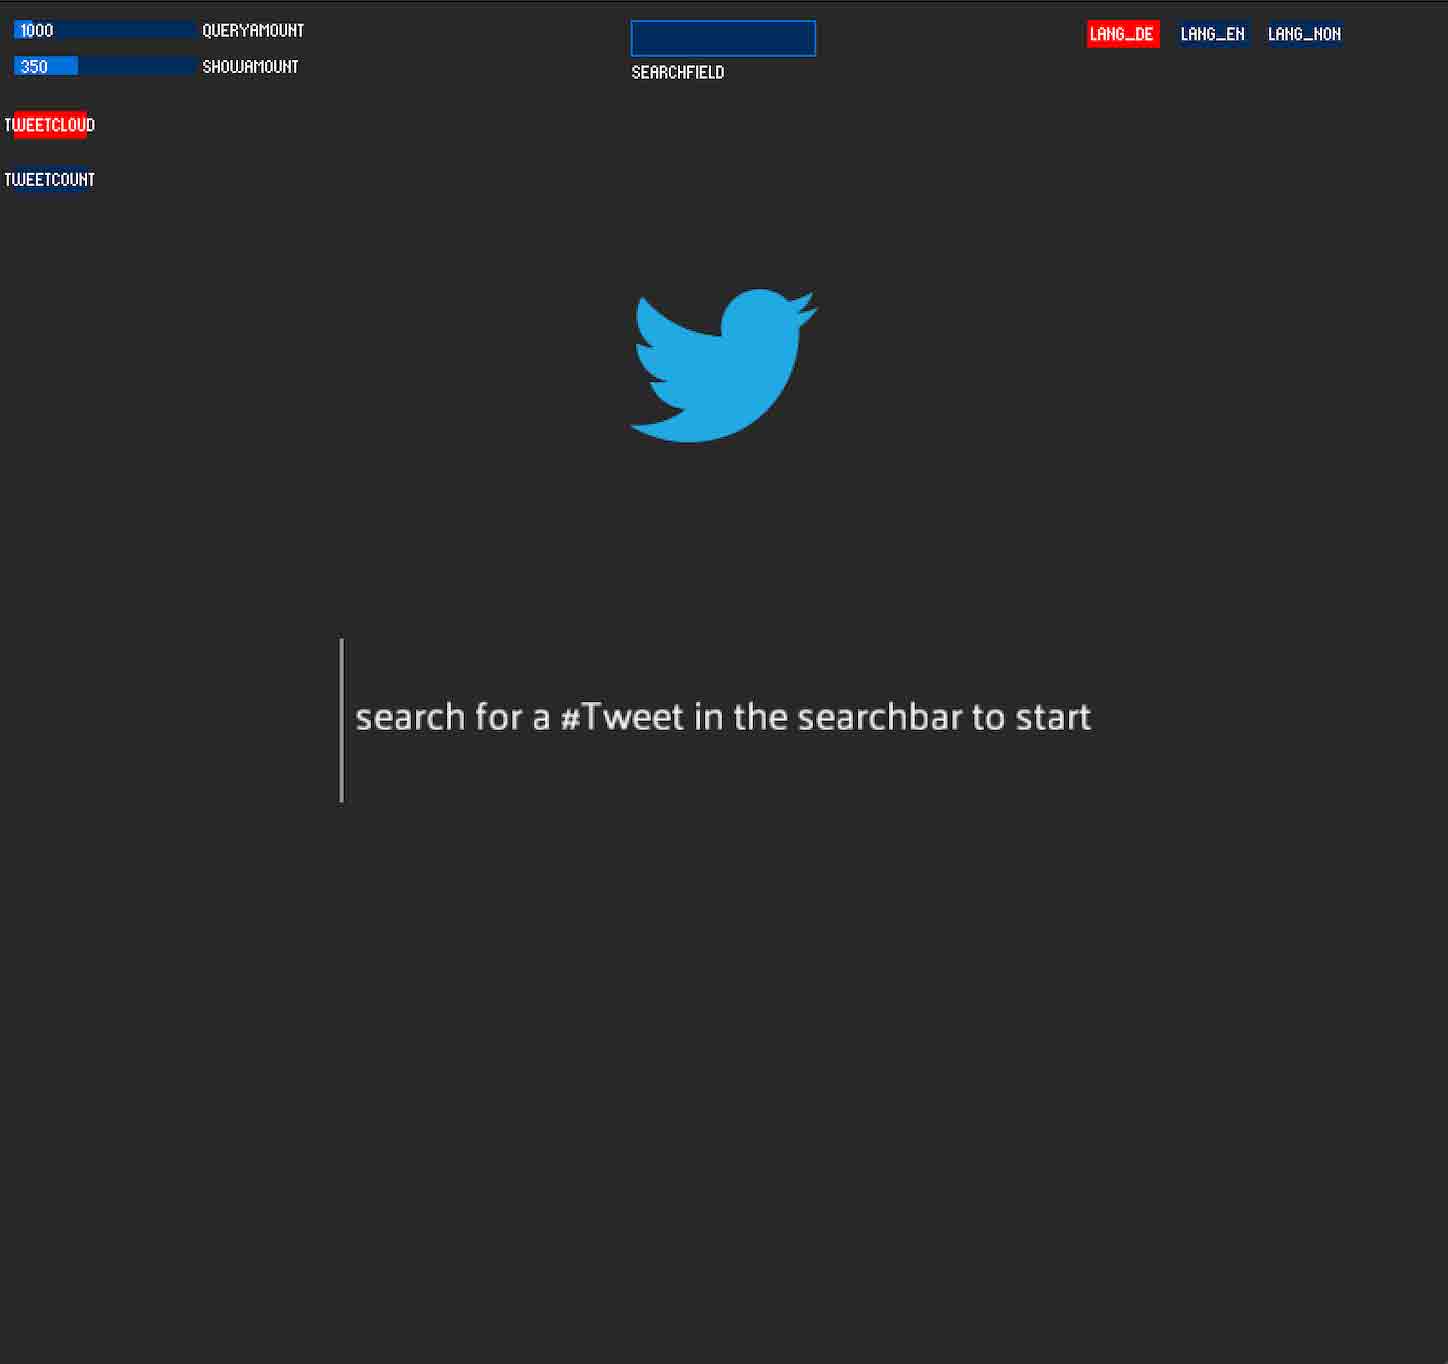 1000 QUERYAMOUNT
350 SHOWAMOUNT
SEARCHFIELD
LANG_DE LANG_EN LANG_NON
TWEETCLOUD
TWEETCOUNT
search for a #Tweet in the searchbar to start